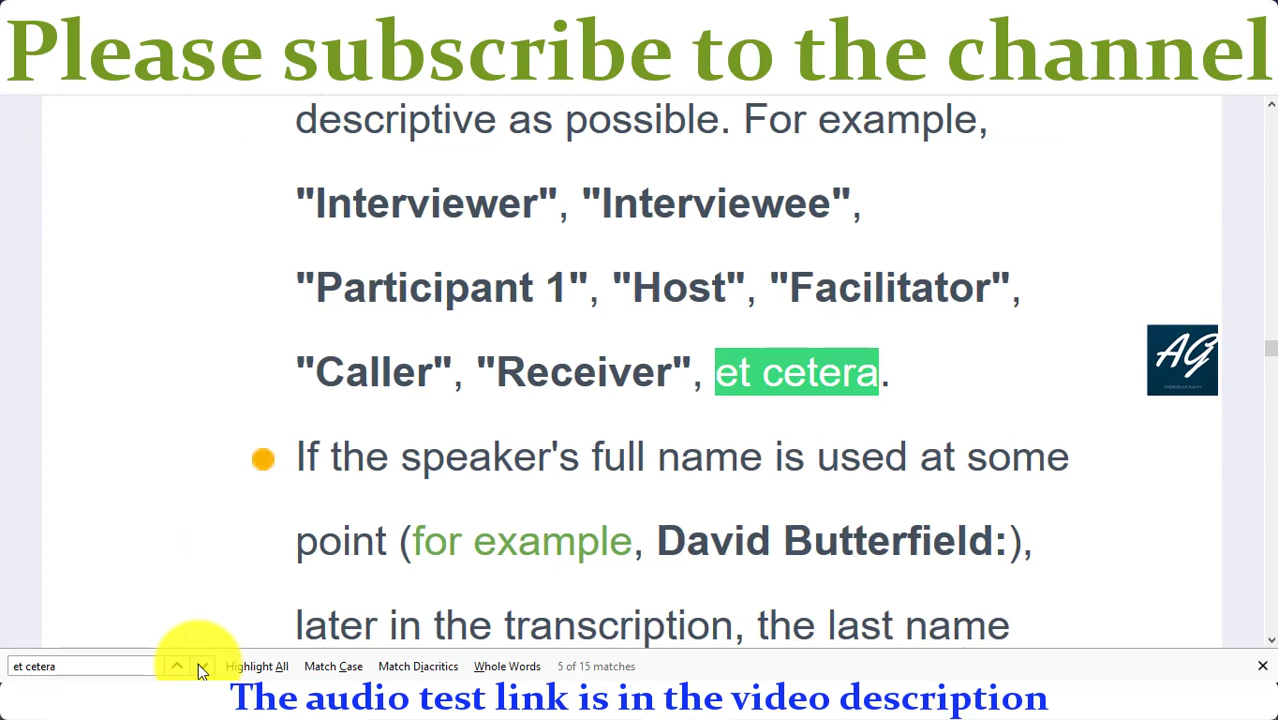 Please subscribe to the channel
descriptive as possible. For example,
"Interviewer", "Interviewee",
"Participant 1", "Host", "Facilitator",
"Caller", "Receiver", et cetera.
AG
If the speaker's full name is used at some
point (for example, David Butterfield:),
later in the transcription, the last name
et cetera Highlight All Match Case Match Diacritics Whole Words 5 of 15 matches
The audio test link is in the video description